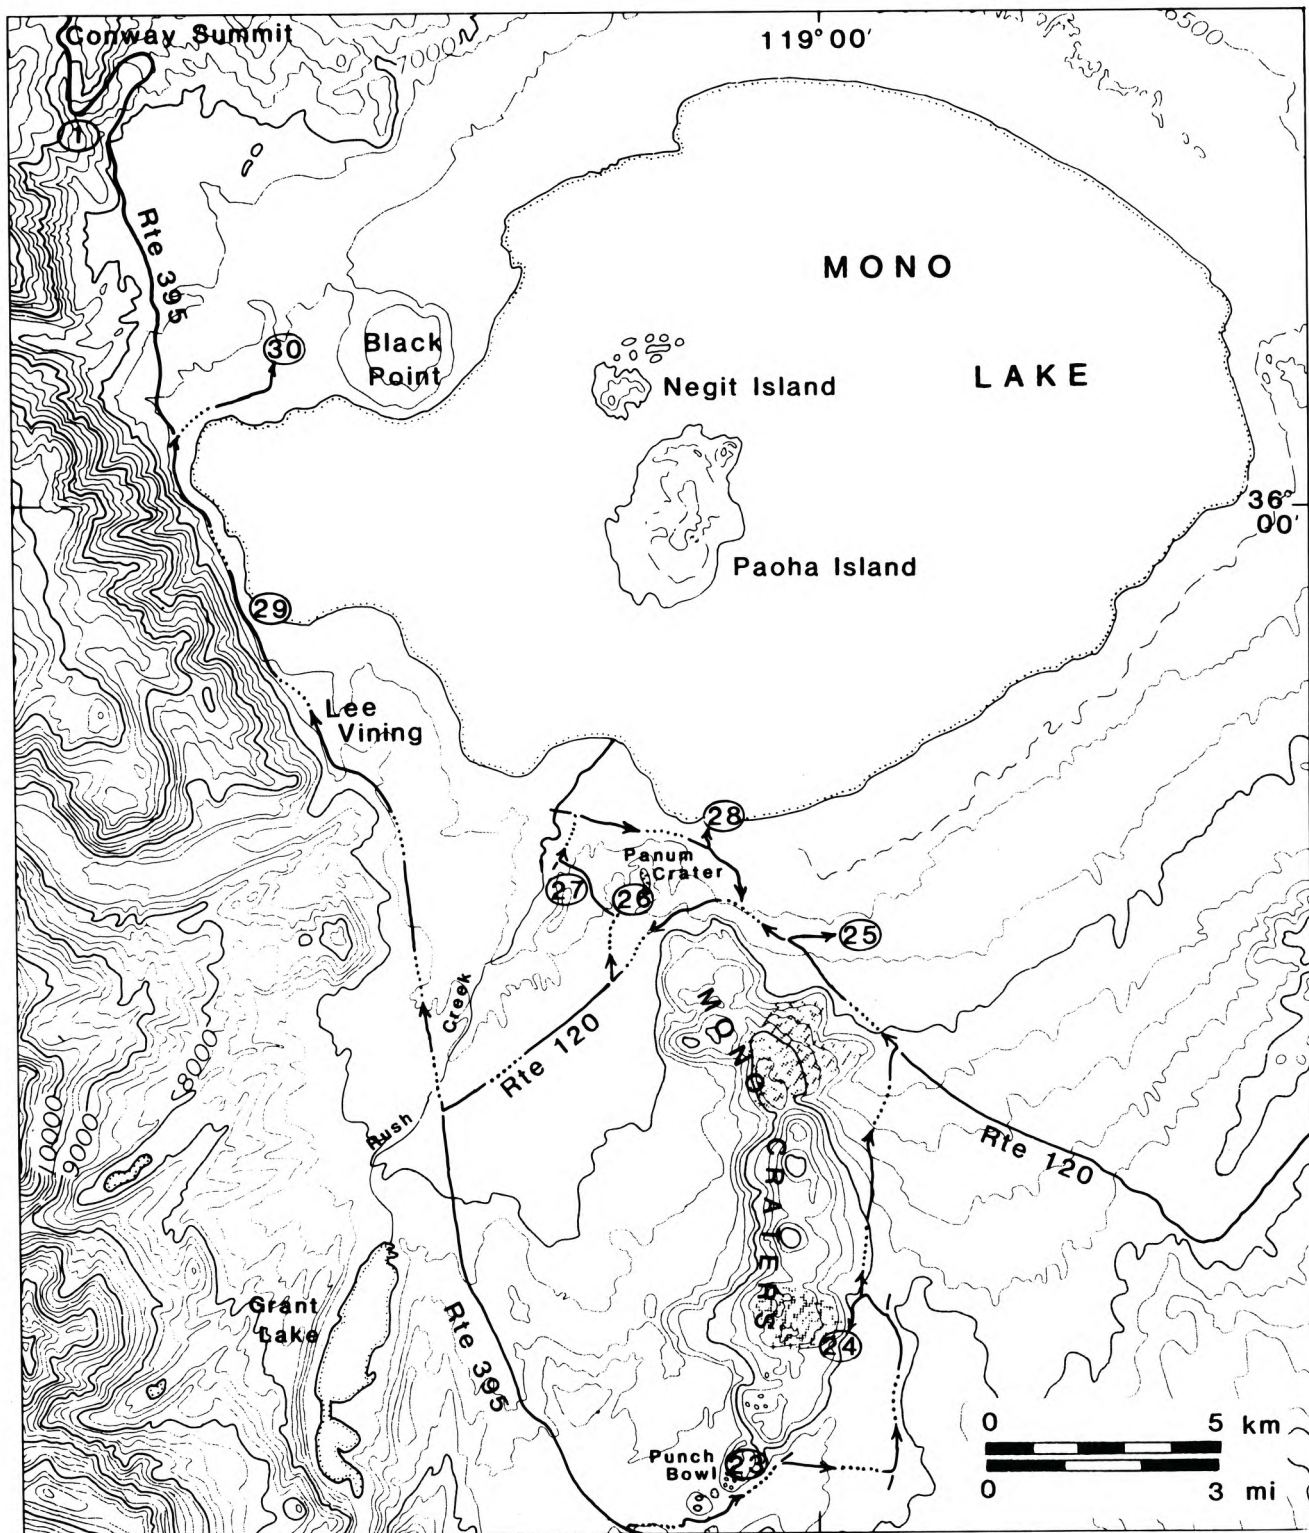 Conway Summit
119°00'
6500
7000
1
Rte 395
MONO
LAKE
30
Black
Point
Negit Island
36°
00'
Paoha Island
29
Lee
Vining
28
Panum
Crater
27
26
25
Creek
Rush
Rte 120
MONO
CRATERS
Rte 120
8000
9000
10000
Grant
Lake
Rte 395
24
Punch
Bowl
23
0 5 km
0 3 mi